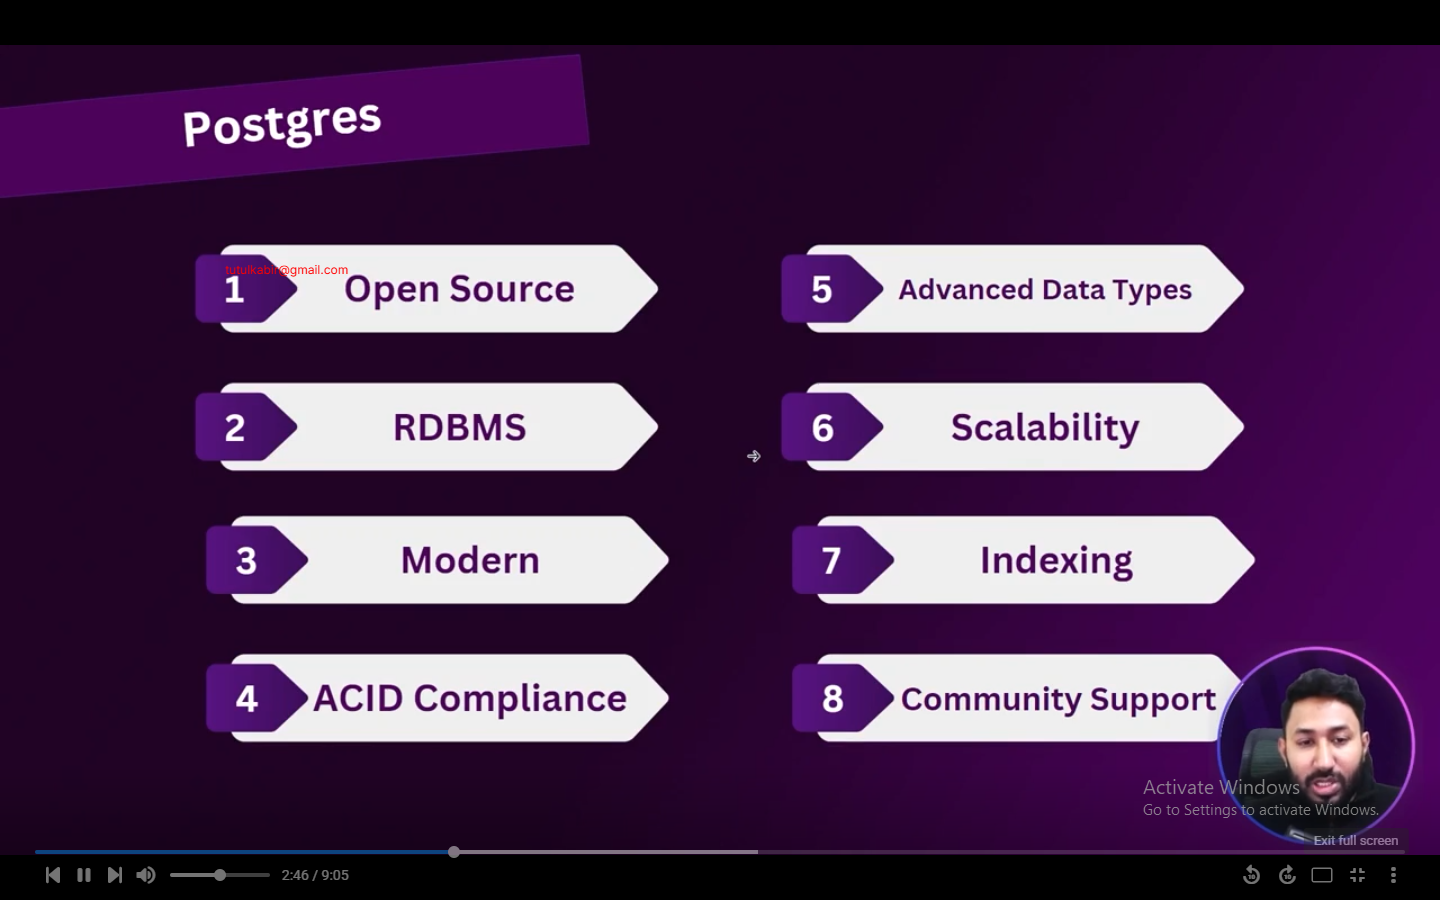 Postgres
tutulkabir@gmail.com
1 Open Source
2 RDBMS
3 Modern
4 ACID Compliance
5 Advanced Data Types
6 Scalability
7 Indexing
8 Community Support
Activate Windows
Go to Settings to activate Windows.
Exit full screen
2:46 / 9:05
10
10